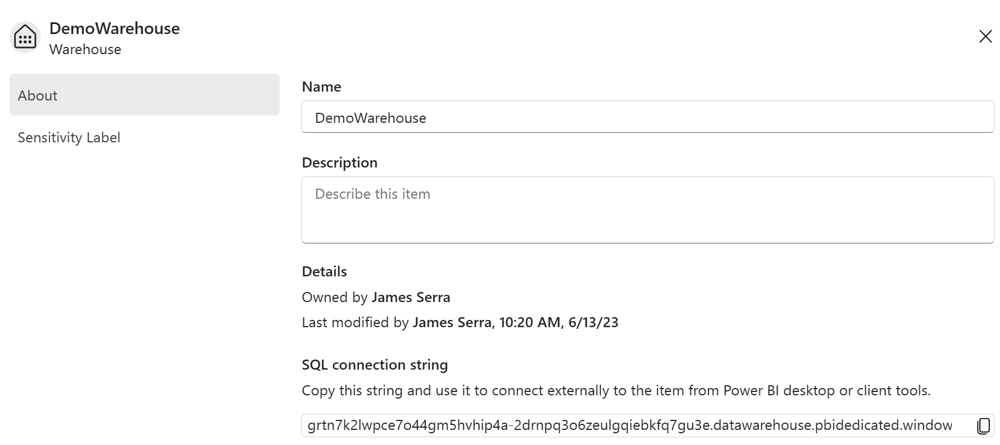 DemoWarehouse
Warehouse
About
Sensitivity Label
Name
DemoWarehouse
Description
Describe this item
Details
Owned by James Serra
Last modified by James Serra, 10:20 AM, 6/13/23
SQL connection string
Copy this string and use it to connect externally to the item from Power BI desktop or client tools.
grtn7k2lwpce7o44gm5hvhip4a-2drnpq3o6zeulgqiebkfq7gu3e.datawarehouse.pbidedicated.window